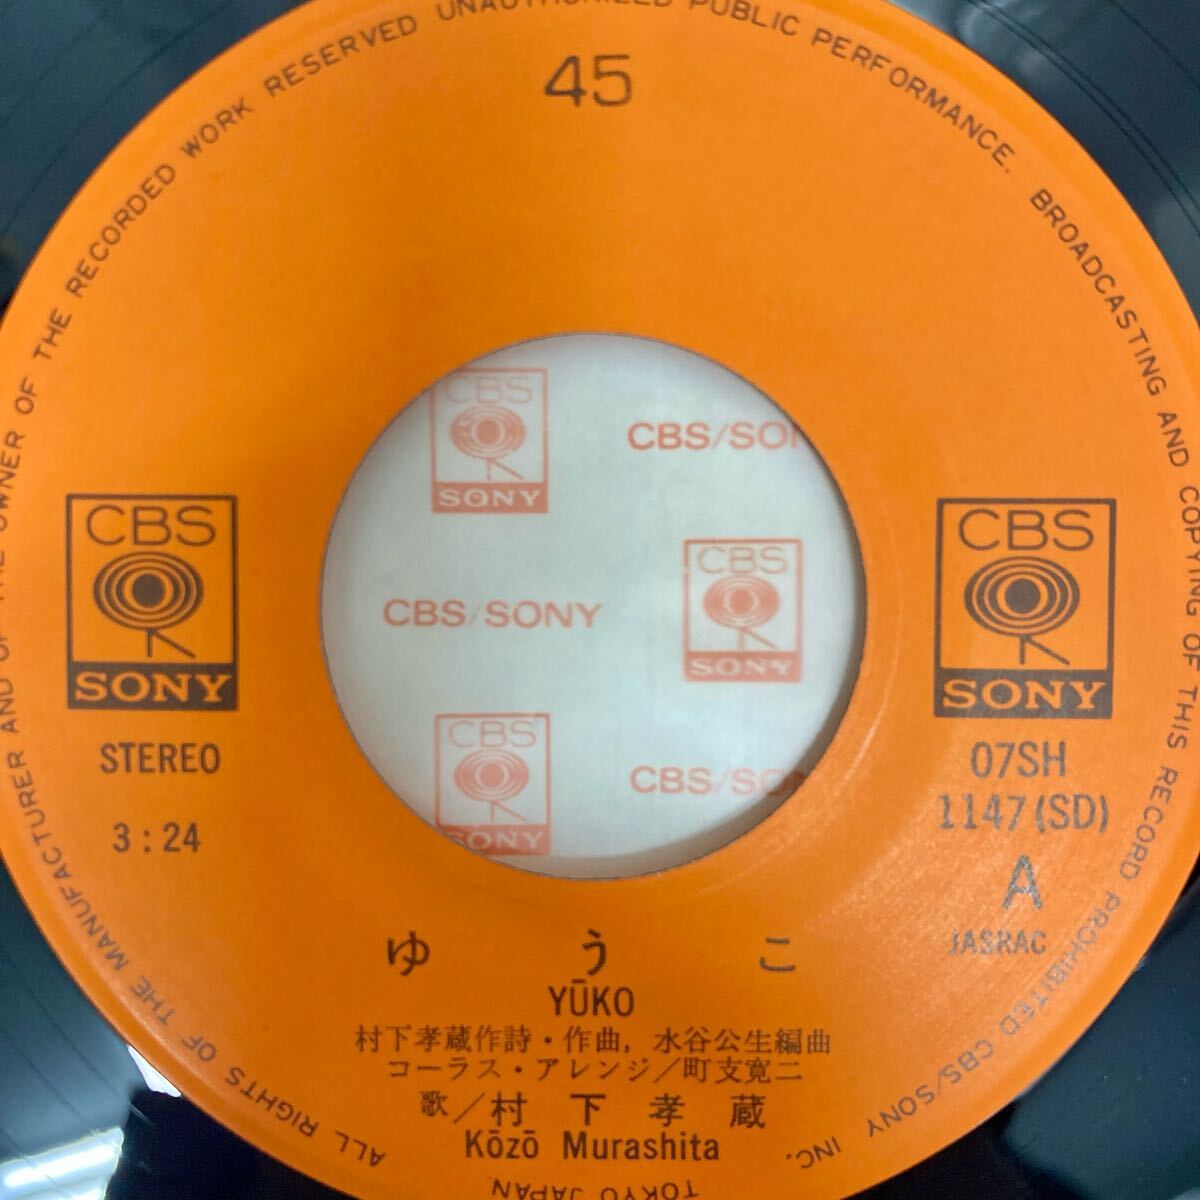 45
ALL RIGHTS OF THE MANUFACTURER AND OF THE OWNER OF THE RECORDED WORK RESERVED UNAUTHORIZED PUBLIC PERFORMANCE. BROADCASTING AND COPYING OF THIS RECORD PROHIBITED CBS/SONY INC.
TOKYO JAPAN
CBS
SONY
CBS/SON
CBS
SONY
CBS/SONY
CBS
SONY
CBS/SO
CBS
SONY
STEREO
3:24
CBS
SONY
07SH
1147(SD)
A
JASRAC
ゆうこ
YŪKO
村下孝蔵作詩・作曲, 水谷公生編曲
コーラス・アレンジ/町支寛二
歌/村下孝蔵
Kōzō Murashita